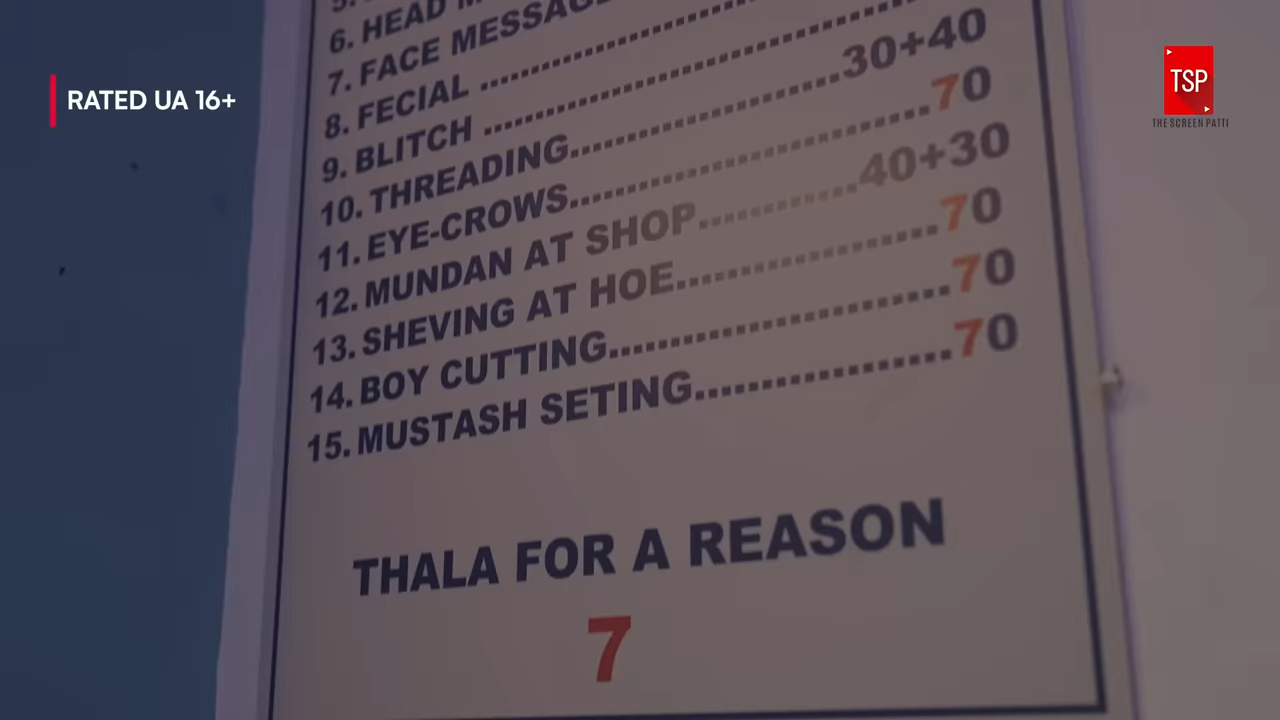 RATED UA 16+
TSP
THE SCREEN PATTI
6. HEAD
7. FACE
8. FECIAL ........................
9. BLITCH ........................
10. THREADING........................30+40
11. EYE-CROWS........................70
12. MUNDAN AT SHOP............40+30
13. SHEVING AT HOE....................70
14. BOY CUTTING..........................70
15. MUSTASH SETING....................70
THALA FOR A REASON
7